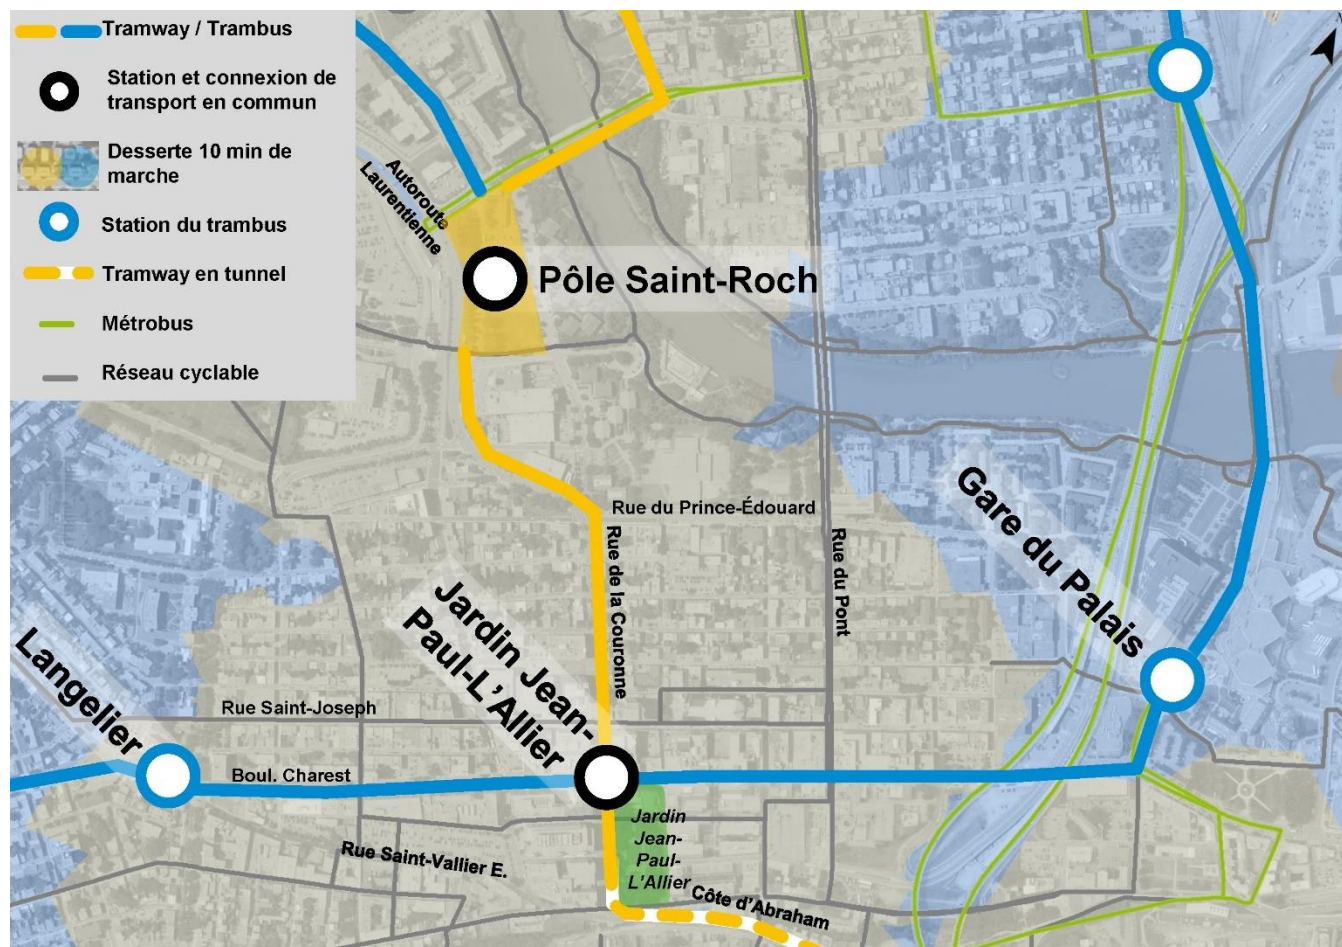 Tramway / Trambus
Station et connexion de
transport en commun
Desserte 10 min de
marche
Station du trambus
Tramway en tunnel
Métrobus
Réseau cyclable
Autoroute
Laurentienne
Pôle Saint-Roch
Rue du Prince-Édouard
Rue de la Couronne
Rue du Pont
Gare du Palais
Jardin Jean-
Paul-L'Allier
Langelier
Rue Saint-Joseph
Boul. Charest
Jardin
Jean-
Paul-
L'Allier
Rue Saint-Vallier E.
Côte d'Abraham